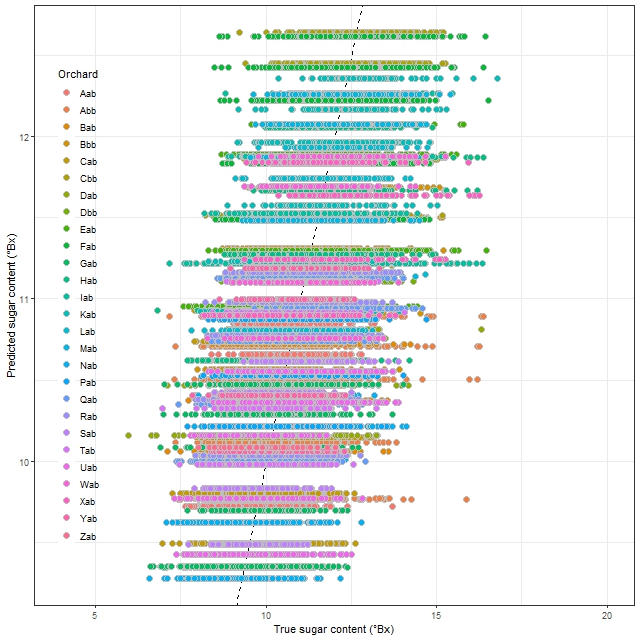 Orchard
Aab
Abb
Bab
Bbb
Cab
Cbb
Dab
Dbb
Eab
Fab
Gab
Hab
Iab
Kab
Lab
Mab
Nab
Pab
Qab
Rab
Sab
Tab
Uab
Wab
Xab
Yab
Zab
12
11
10
Predicted sugar content (°Bx)
5
10
15
20
True sugar content (°Bx)